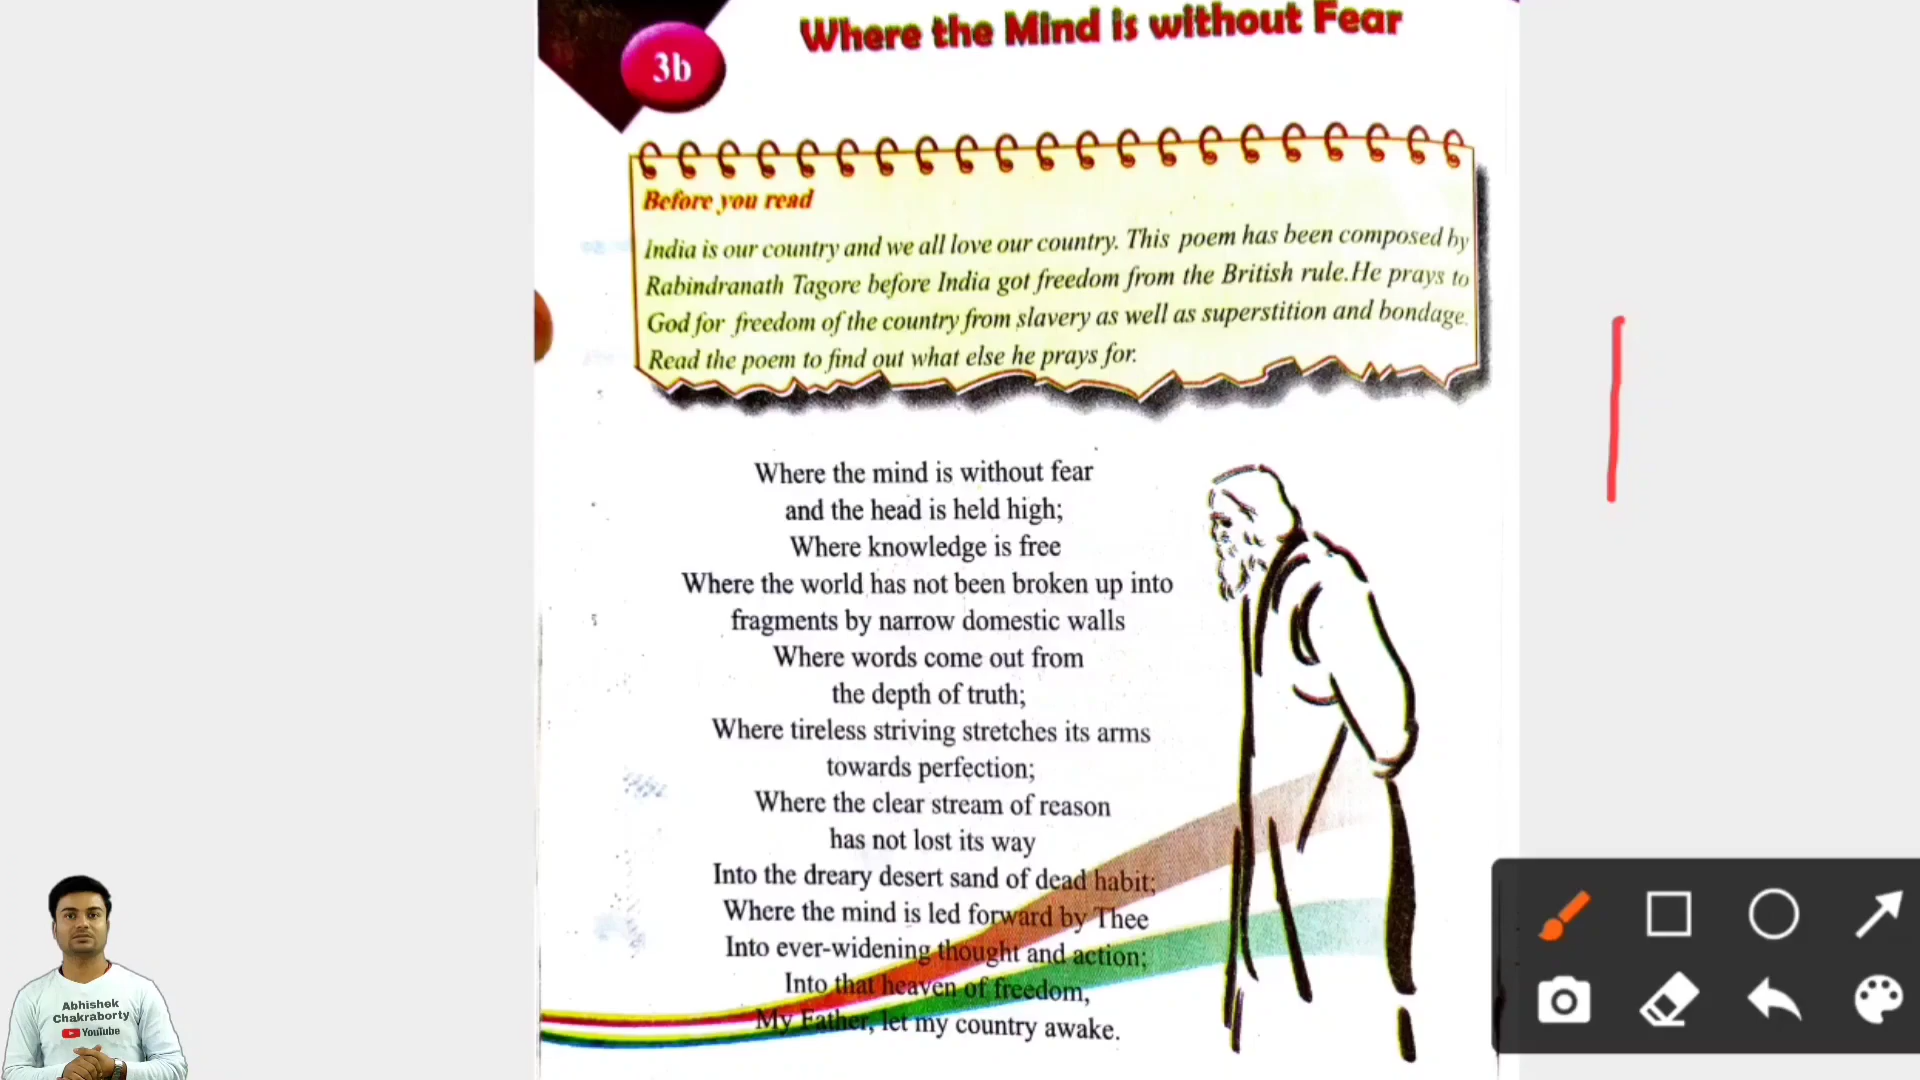 Where the Mind is without Fear
3b
Before you read
India is our country and we all love our country. This poem has been composed by
Rabindranath Tagore before India got freedom from the British rule.He prays to
God for freedom of the country from slavery as well as superstition and bondage.
Read the poem to find out what else he prays for.
Where the mind is without fear
and the head is held high;
Where knowledge is free
Where the world has not been broken up into
fragments by narrow domestic walls
Where words come out from
the depth of truth;
Where tireless striving stretches its arms
towards perfection;
Where the clear stream of reason
has not lost its way
Into the dreary desert sand of dead habit;
Where the mind is led forward by Thee
Into ever-widening thought and action;
Into that heaven of freedom,
My Father, let my country awake.
Abhishek
Chakraborty
YouTube